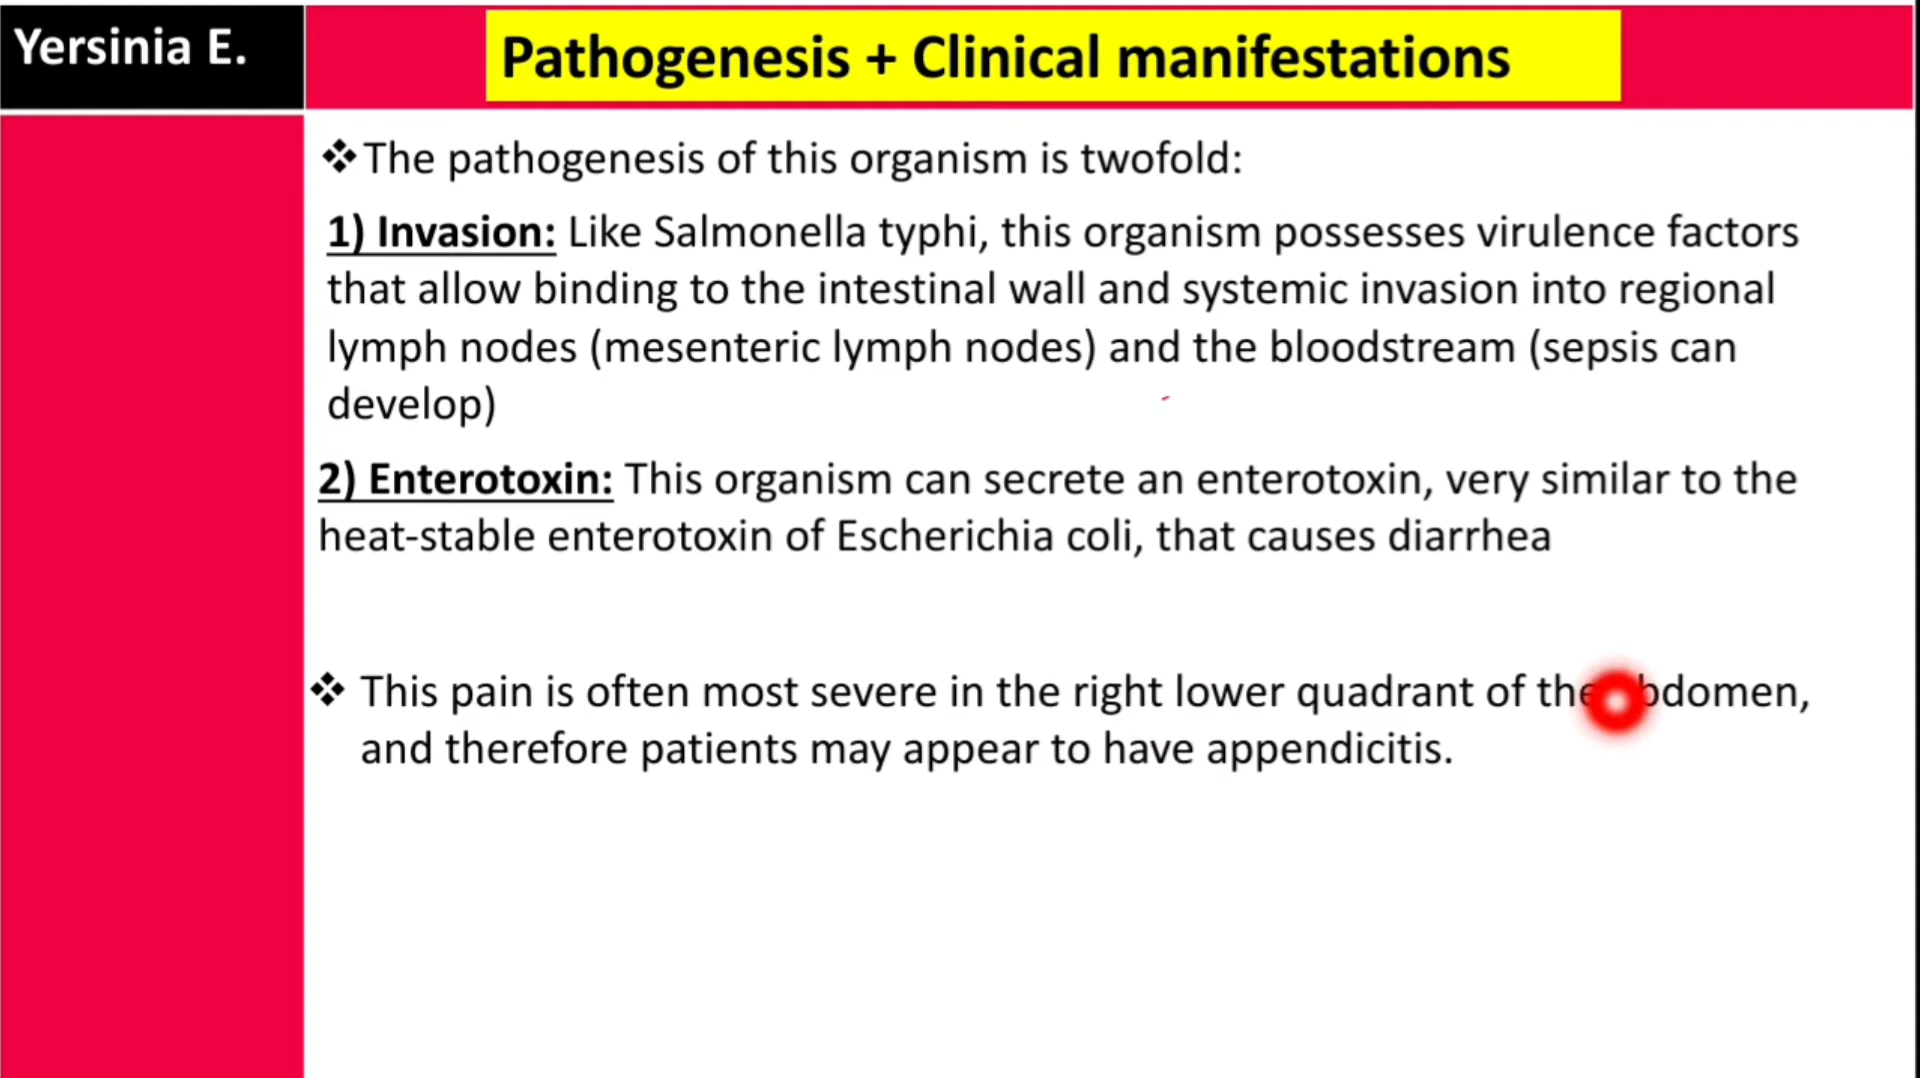 Yersinia E.
Pathogenesis + Clinical manifestations
❖The pathogenesis of this organism is twofold:
1) Invasion: Like Salmonella typhi, this organism possesses virulence factors
that allow binding to the intestinal wall and systemic invasion into regional
lymph nodes (mesenteric lymph nodes) and the bloodstream (sepsis can
develop)
2) Enterotoxin: This organism can secrete an enterotoxin, very similar to the
heat-stable enterotoxin of Escherichia coli, that causes diarrhea
❖ This pain is often most severe in the right lower quadrant of the abdomen,
and therefore patients may appear to have appendicitis.